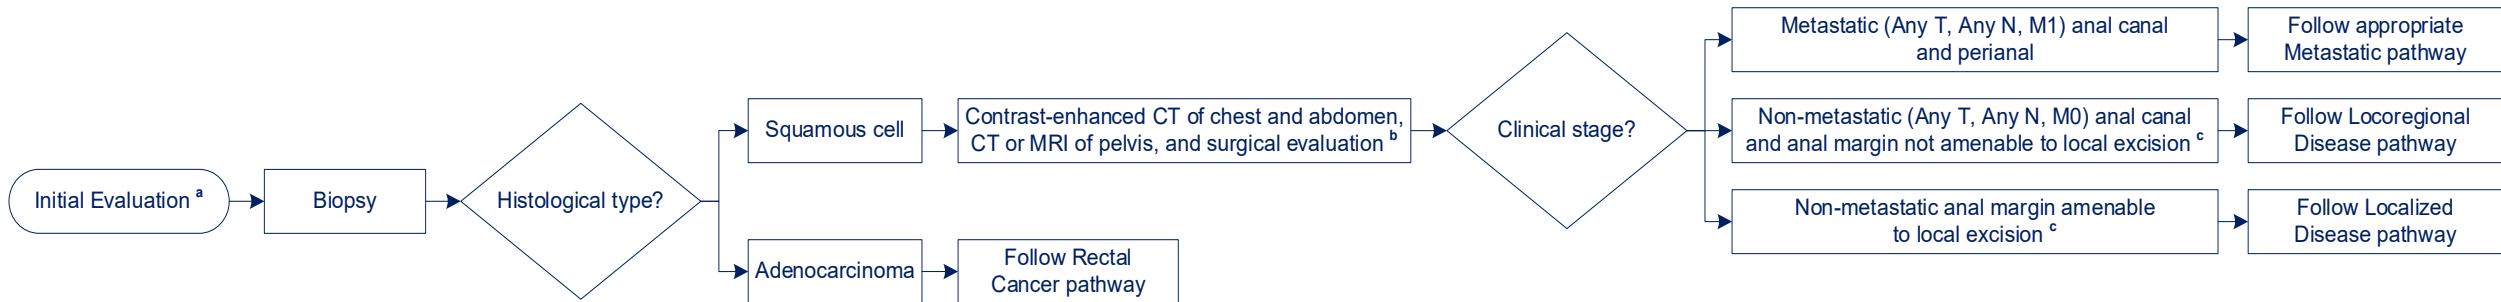 Initial Evaluation a
Biopsy
Histological type?
Squamous cell
Contrast-enhanced CT of chest and abdomen,
CT or MRI of pelvis, and surgical evaluation b
Adenocarcinoma
Follow Rectal
Cancer pathway
Clinical stage?
Metastatic (Any T, Any N, M1) anal canal
and perianal
Follow appropriate
Metastatic pathway
Non-metastatic (Any T, Any N, M0) anal canal
and anal margin not amenable to local excision c
Follow Locoregional
Disease pathway
Non-metastatic anal margin amenable
to local excision c
Follow Localized
Disease pathway